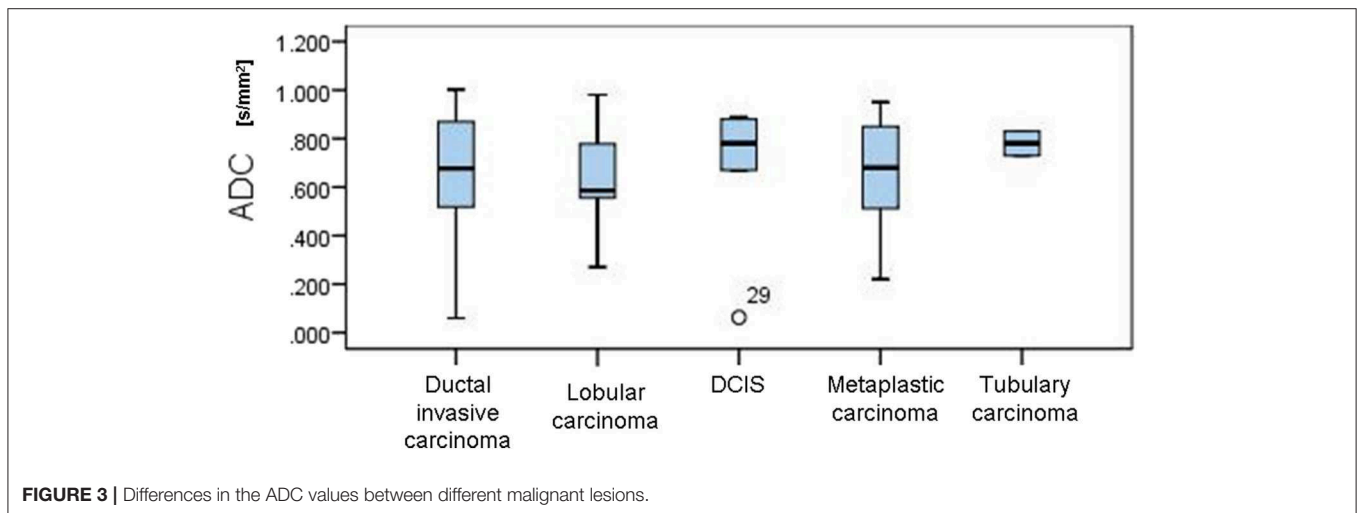 1.200
1.000
.800
.600
.400
.200
.000
ADC [s/mm²]
29
Ductal
invasive
carcinoma
Lobular
carcinoma
DCIS
Metaplastic
carcinoma
Tubulary
carcinoma
FIGURE 3 | Differences in the ADC values between different malignant lesions.